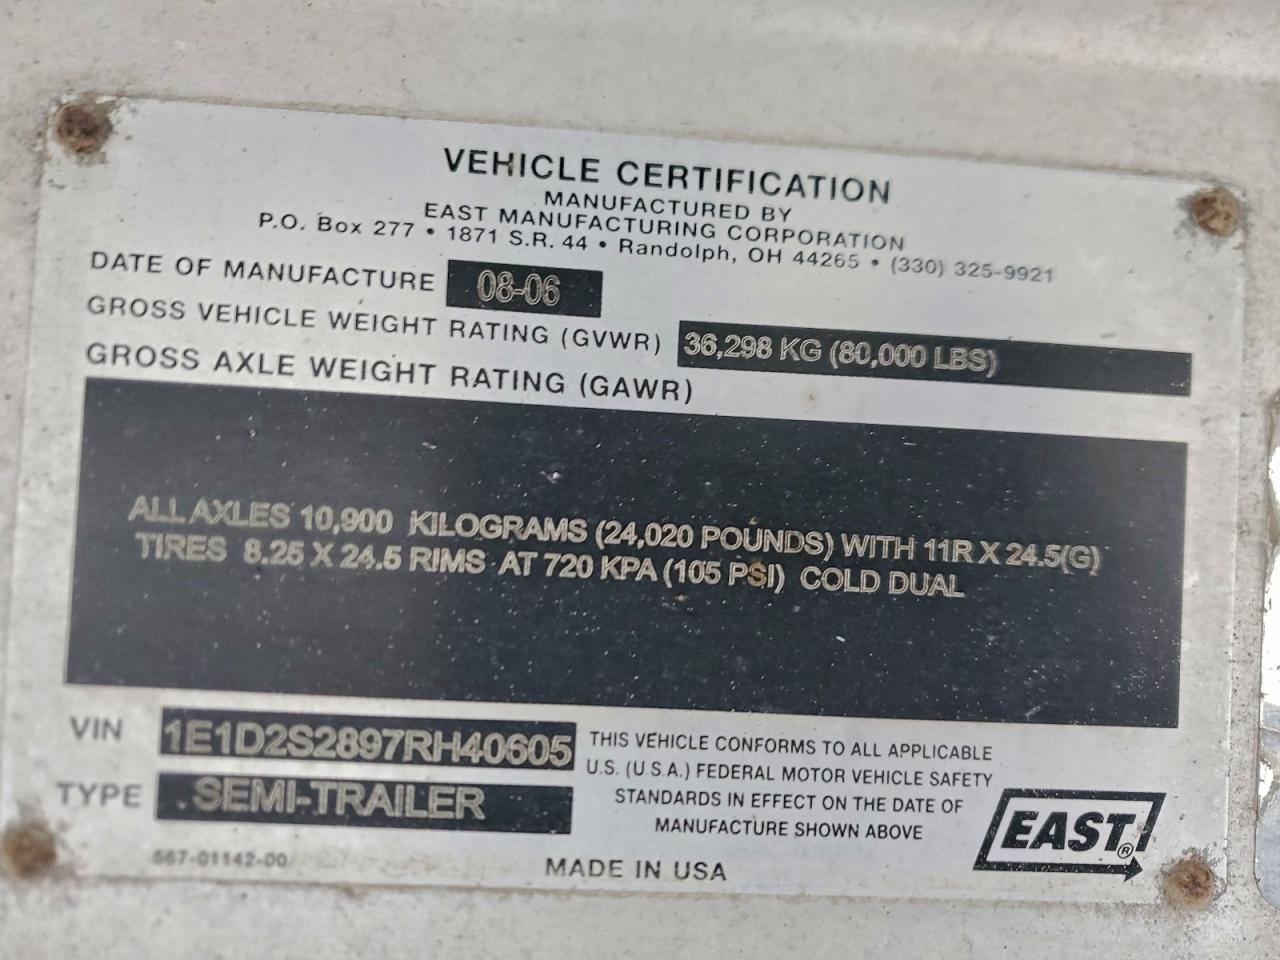 VEHICLE CERTIFICATION
MANUFACTURED BY
EAST MANUFACTURING CORPORATION
P.O. Box 277 • 1871 S.R. 44 • Randolph, OH 44265 • (330) 325-9921
DATE OF MANUFACTURE 08-06
GROSS VEHICLE WEIGHT RATING (GVWR) 36,298 KG (80,000 LBS)
GROSS AXLE WEIGHT RATING (GAWR)
ALL AXLES 10,900 KILOGRAMS (24,020 POUNDS) WITH 11R X 24.5(G)
TIRES 8.25 X 24.5 RIMS AT 720 KPA (105 PSI) COLD DUAL
VIN 1E1D2S2897RH40605
TYPE SEMI-TRAILER
THIS VEHICLE CONFORMS TO ALL APPLICABLE
U.S. (U.S.A.) FEDERAL MOTOR VEHICLE SAFETY
STANDARDS IN EFFECT ON THE DATE OF
MANUFACTURE SHOWN ABOVE
EAST®
567-01142-00
MADE IN USA